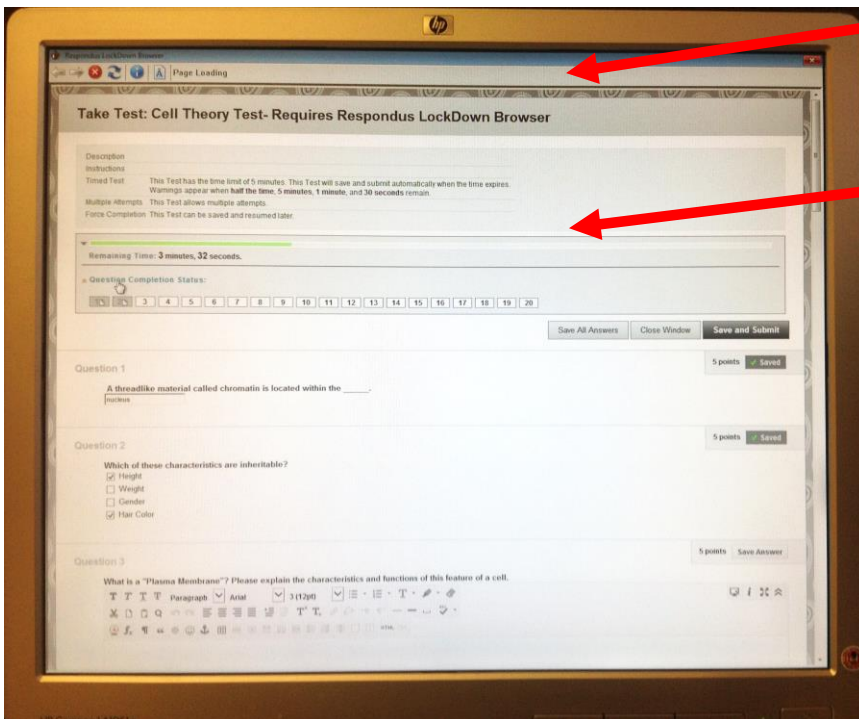 hp
Respondus LockDown Browser
Page Loading
Take Test: Cell Theory Test- Requires Respondus LockDown Browser
Description
Instructions
Timed Test This Test has the time limit of 5 minutes. This Test will save and submit automatically when the time expires.
Warnings appear when half the time, 5 minutes, 1 minute, and 30 seconds remain.
Multiple Attempts This Test allows multiple attempts.
Force Completion This Test can be saved and resumed later.
Remaining Time: 3 minutes, 32 seconds.
Question Completion Status:
3 4 5 6 7 8 9 10 11 12 13 14 15 16 17 18 19 20
Save All Answers Close Window Save and Submit
Question 1 5 points Saved
A threadlike material called chromatin is located within the _____.
nucleus
Question 2 5 points Saved
Which of these characteristics are inheritable?
Height
Weight
Gender
Hair Color
Question 3 5 points Save Answer
What is a "Plasma Membrane"? Please explain the characteristics and functions of this feature of a cell.
T T T T Paragraph Arial 3 (12pt) T
HTML